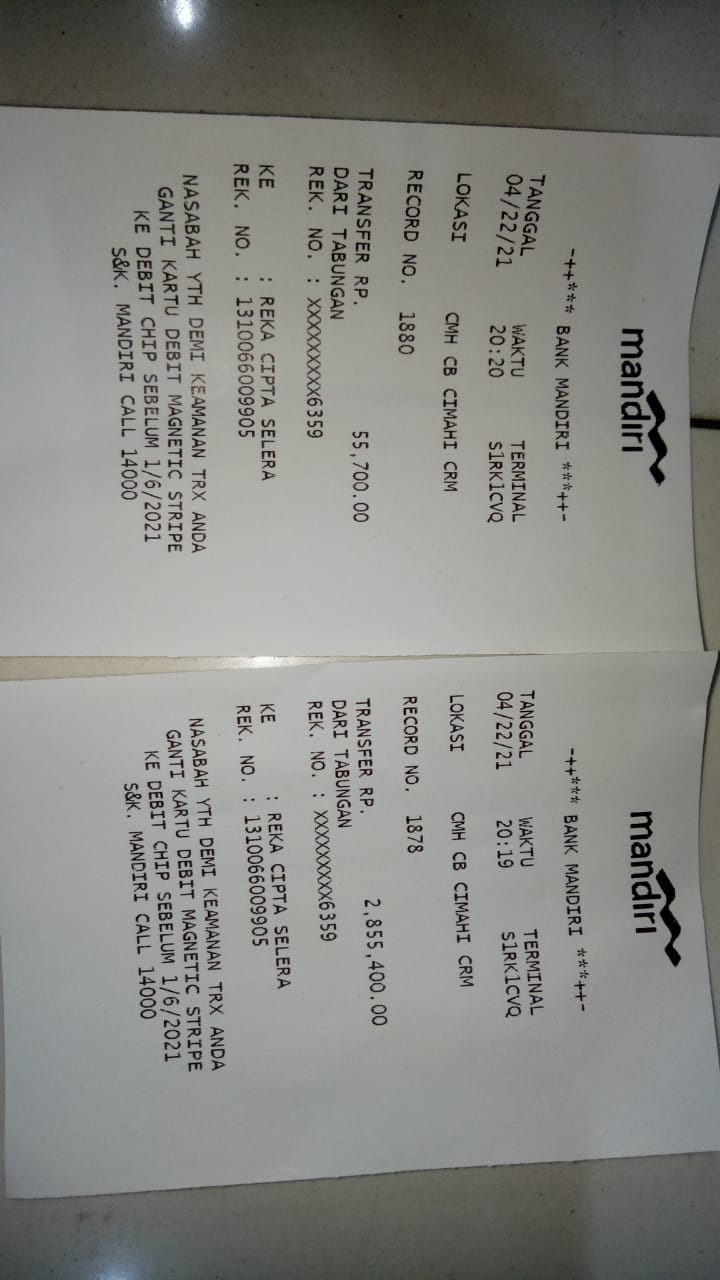 mandiri
-++*** BANK MANDIRI ***++-
TANGGAL WAKTU TERMINAL
04/22/21 20:20 S1RK1CVQ
LOKASI CMH CB CIMAHI CRM
RECORD NO. 1880
TRANSFER RP. 55,700.00
DARI TABUNGAN
REK. NO. : XXXXXXXXX6359
KE : REKA CIPTA SELERA
REK. NO. : 1310066009905
NASABAH YTH DEMI KEAMANAN TRX ANDA
GANTI KARTU DEBIT MAGNETIC STRIPE
KE DEBIT CHIP SEBELUM 1/6/2021
S&K. MANDIRI CALL 14000
mandiri
-++*** BANK MANDIRI ***++-
TANGGAL WAKTU TERMINAL
04/22/21 20:19 S1RK1CVQ
LOKASI CMH CB CIMAHI CRM
RECORD NO. 1878
TRANSFER RP. 2,855,400.00
DARI TABUNGAN
REK. NO. : XXXXXXXXX6359
KE : REKA CIPTA SELERA
REK. NO. : 1310066009905
NASABAH YTH DEMI KEAMANAN TRX ANDA
GANTI KARTU DEBIT MAGNETIC STRIPE
KE DEBIT CHIP SEBELUM 1/6/2021
S&K. MANDIRI CALL 14000